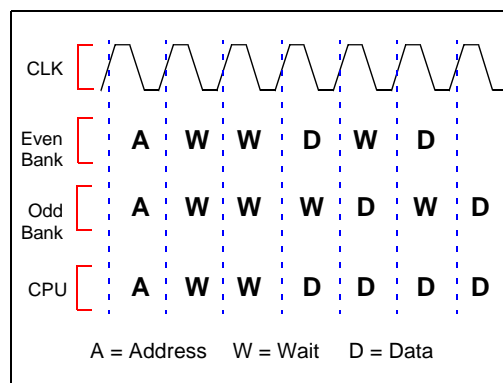 CLK
Even Bank A W W D W D
Odd Bank A W W W D W D
CPU A W W D D D D
A = Address W = Wait D = Data